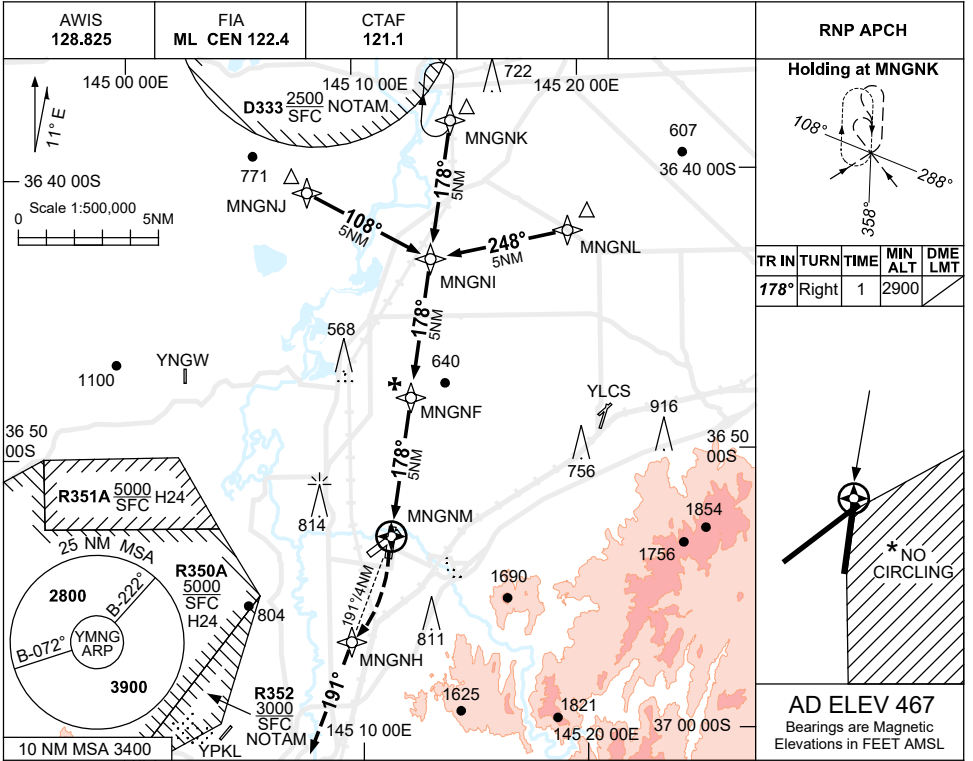 AWIS
128.825
FIA
ML CEN 122.4
CTAF
121.1
RNP APCH
145 00 00E
145 10 00E
145 20 00E
722
D333 2500 NOTAM
SFC
11° E
MNGNK
607
771
36 40 00S
36 40 00S
178°
5NM
MNGNJ
Scale 1:500,000
0
5NM
108°
5NM
248°
5NM
MNGNL
MNGNI
178°
5NM
568
640
1100
YNGW
MNGNF
YLCS
916
36 50
00S
36 50
00S
756
178°
5NM
R351A 5000 H24
SFC
814
MNGNM
1854
1756
25 NM MSA
2800
B-222°
R350A
5000
SFC
H24
804
YMNG
ARP
B-072°
3900
1690
191°/4NM
811
MNGNH
191°
R352
3000
SFC
NOTAM
1625
1821
145 10 00E
145 20 00E
37 00 00S
10 NM MSA 3400
YPKL
Holding at MNGNK
108°
288°
358°
TR IN TURN TIME MIN ALT DME LMT
178° Right 1 2900
*NO
CIRCLING
AD ELEV 467
Bearings are Magnetic
Elevations in FEET AMSL